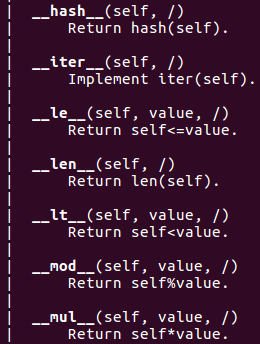 |  __hash__(self, /)
|      Return hash(self).
|
|  __iter__(self, /)
|      Implement iter(self).
|
|  __le__(self, value, /)
|      Return self<=value.
|
|  __len__(self, /)
|      Return len(self).
|
|  __lt__(self, value, /)
|      Return self<value.
|
|  __mod__(self, value, /)
|      Return self%value.
|
|  __mul__(self, value, /)
|      Return self*value.